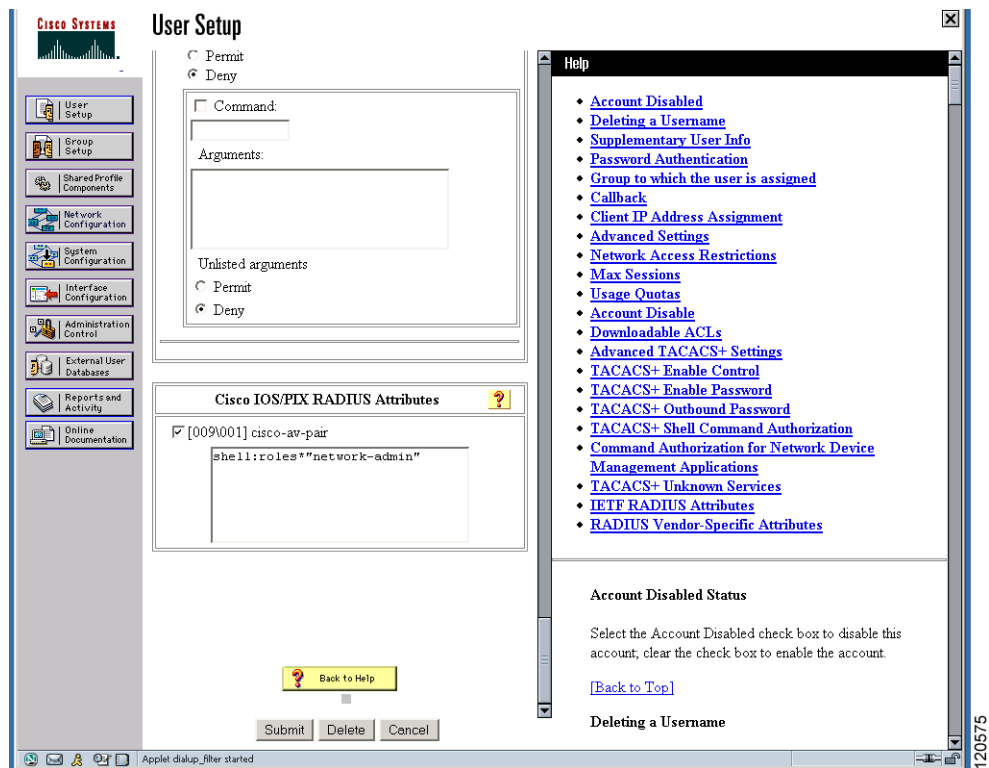 CISCO SYSTEMS
User Setup
User
Setup
Group
Setup
Shared Profile
Components
Network
Configuration
System
Configuration
Interface
Configuration
Administration
Control
External User
Databases
Reports and
Activity
Online
Documentation
Permit
Deny
Command:
Arguments:
Unlisted arguments
Permit
Deny
Cisco IOS/PIX RADIUS Attributes
?
[009\001] cisco-av-pair
shell:roles*"network-admin"
? Back to Help
Submit Delete Cancel
Help
Account Disabled
Deleting a Username
Supplementary User Info
Password Authentication
Group to which the user is assigned
Callback
Client IP Address Assignment
Advanced Settings
Network Access Restrictions
Max Sessions
Usage Quotas
Account Disable
Downloadable ACLs
Advanced TACACS+ Settings
TACACS+ Enable Control
TACACS+ Enable Password
TACACS+ Outbound Password
TACACS+ Shell Command Authorization
Command Authorization for Network Device
Management Applications
TACACS+ Unknown Services
IETF RADIUS Attributes
RADIUS Vendor-Specific Attributes
Account Disabled Status
Select the Account Disabled check box to disable this
account; clear the check box to enable the account.
[Back to Top]
Deleting a Username
Applet dialup_filter started
120575